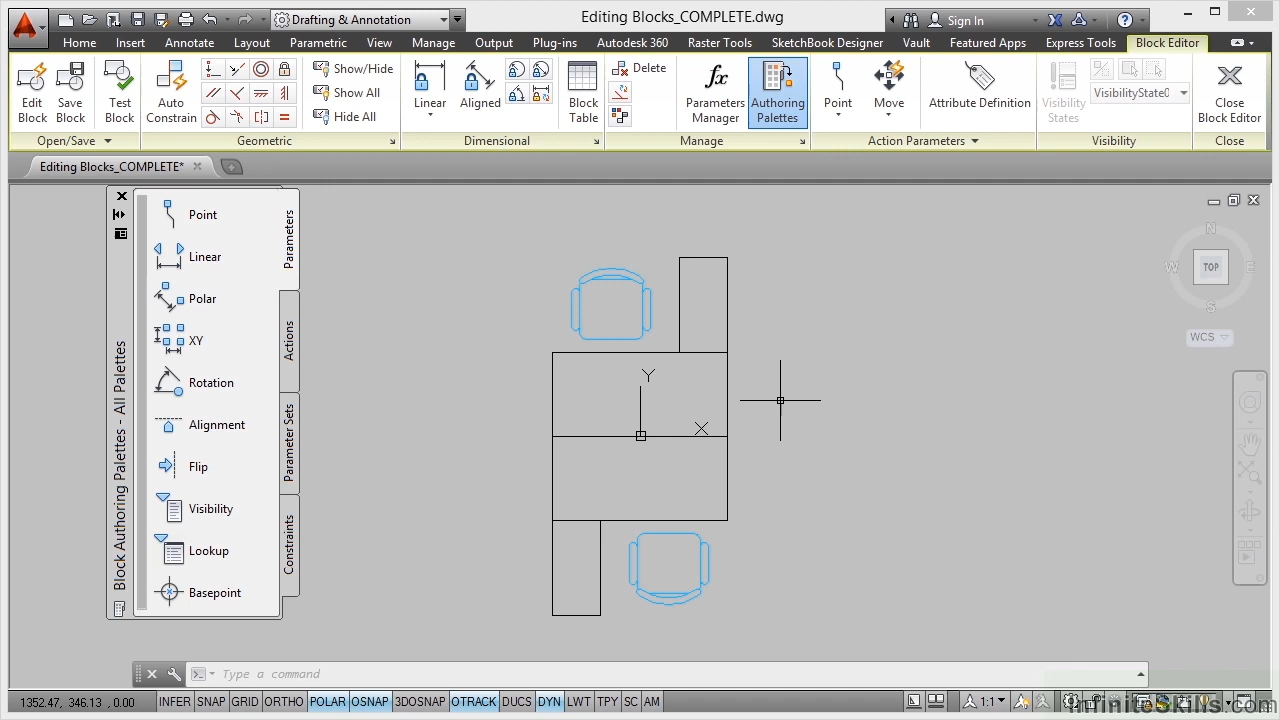 Drafting & Annotation
Editing Blocks_COMPLETE.dwg
Sign In
Home Insert Annotate Layout Parametric View Manage Output Plug-ins Autodesk 360 Raster Tools SketchBook Designer Vault Featured Apps Express Tools Block Editor
Edit Block
Save Block
Test Block
Auto Constrain
Show/Hide
Show All
Hide All
Linear
Aligned
Block Table
Delete
Parameters Manager
Authoring Palettes
Point
Move
Attribute Definition
Visibility States
VisibilityState0
Close Block Editor
Open/Save Geometric Dimensional Manage Action Parameters Visibility Close
Editing Blocks_COMPLETE*
Point
Linear
Polar
XY
Rotation
Alignment
Flip
Visibility
Lookup
Basepoint
Parameters
Actions
Parameter Sets
Constraints
Block Authoring Palettes - All Palettes
Y
X
N
W TOP E
S
WCS
Type a command
1352.47, 346.13, 0.00 INFER SNAP GRID ORTHO POLAR OSNAP 3DOSNAP OTRACK DUCS DYN LWT TPY SC AM 1:1
InfiniteSkills.com